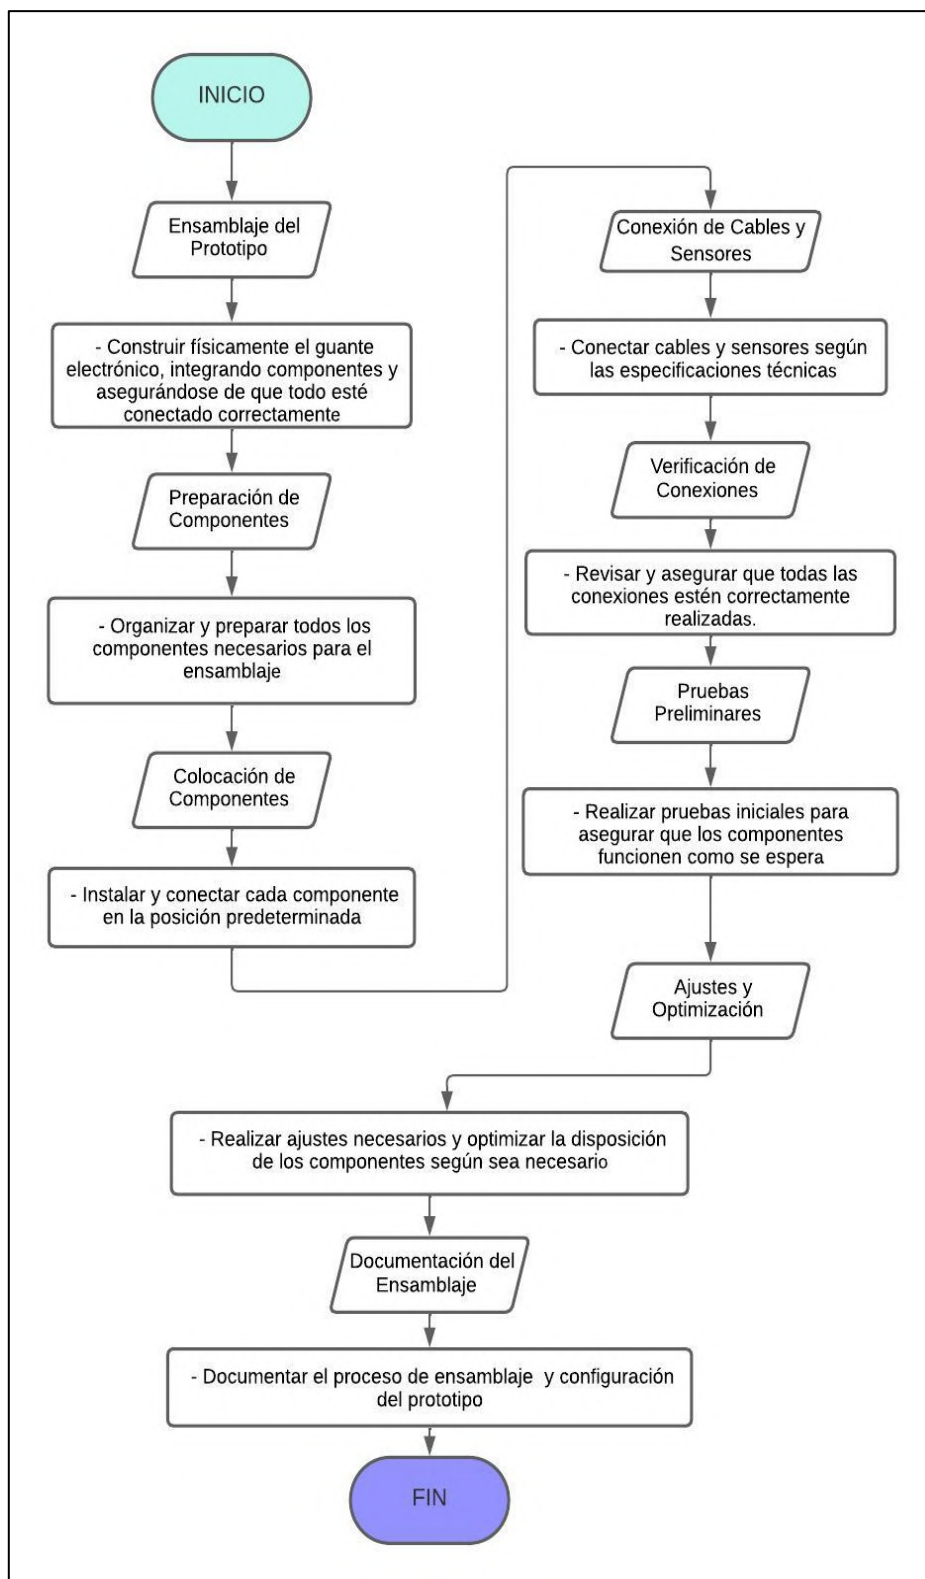 INICIO
Ensamblaje del
Prototipo
- Construir físicamente el guante
electrónico, integrando componentes y
asegurándose de que todo esté
conectado correctamente
Preparación de
Componentes
- Organizar y preparar todos los
componentes necesarios para el
ensamblaje
Colocación de
Componentes
- Instalar y conectar cada componente
en la posición predeterminada
Conexión de Cables y
Sensores
- Conectar cables y sensores según
las especificaciones técnicas
Verificación de
Conexiones
- Revisar y asegurar que todas las
conexiones estén correctamente
realizadas.
Pruebas
Preliminares
- Realizar pruebas iniciales para
asegurar que los componentes
funcionen como se espera
Ajustes y
Optimización
- Realizar ajustes necesarios y optimizar la disposición
de los componentes según sea necesario
Documentación del
Ensamblaje
- Documentar el proceso de ensamblaje y configuración
del prototipo
FIN